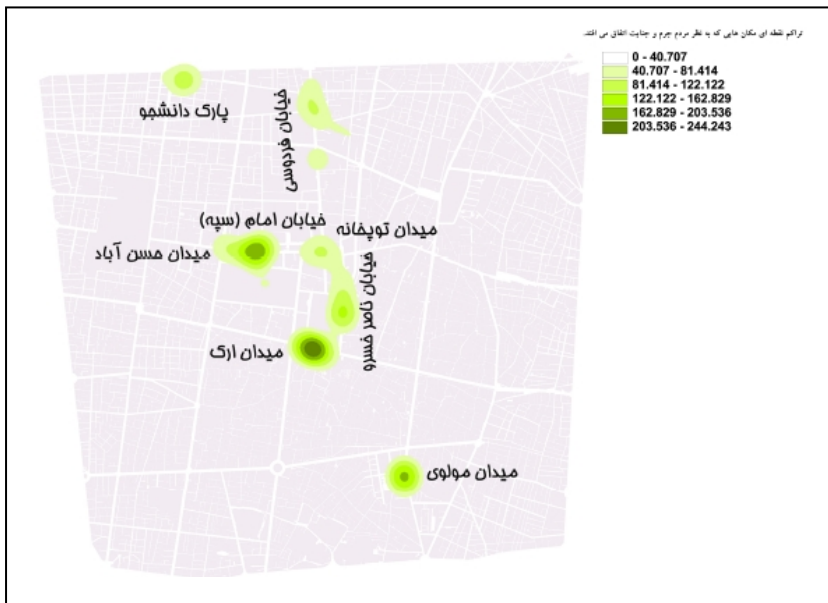 تراکم نقطه ای مکان هایی که به نظر مردم جرم و جنایت اتفاق می افتد.
0 - 40.707
40.707 - 81.414
81.414 - 122.122
122.122 - 162.829
162.829 - 203.536
203.536 - 244.243
پارک دانشجو
خیابان فردوسی
خیابان امام (سپه)
میدان توپخانه
میدان حسن آباد
خیابان ناصر خسرو
میدان ارک
میدان مولوی